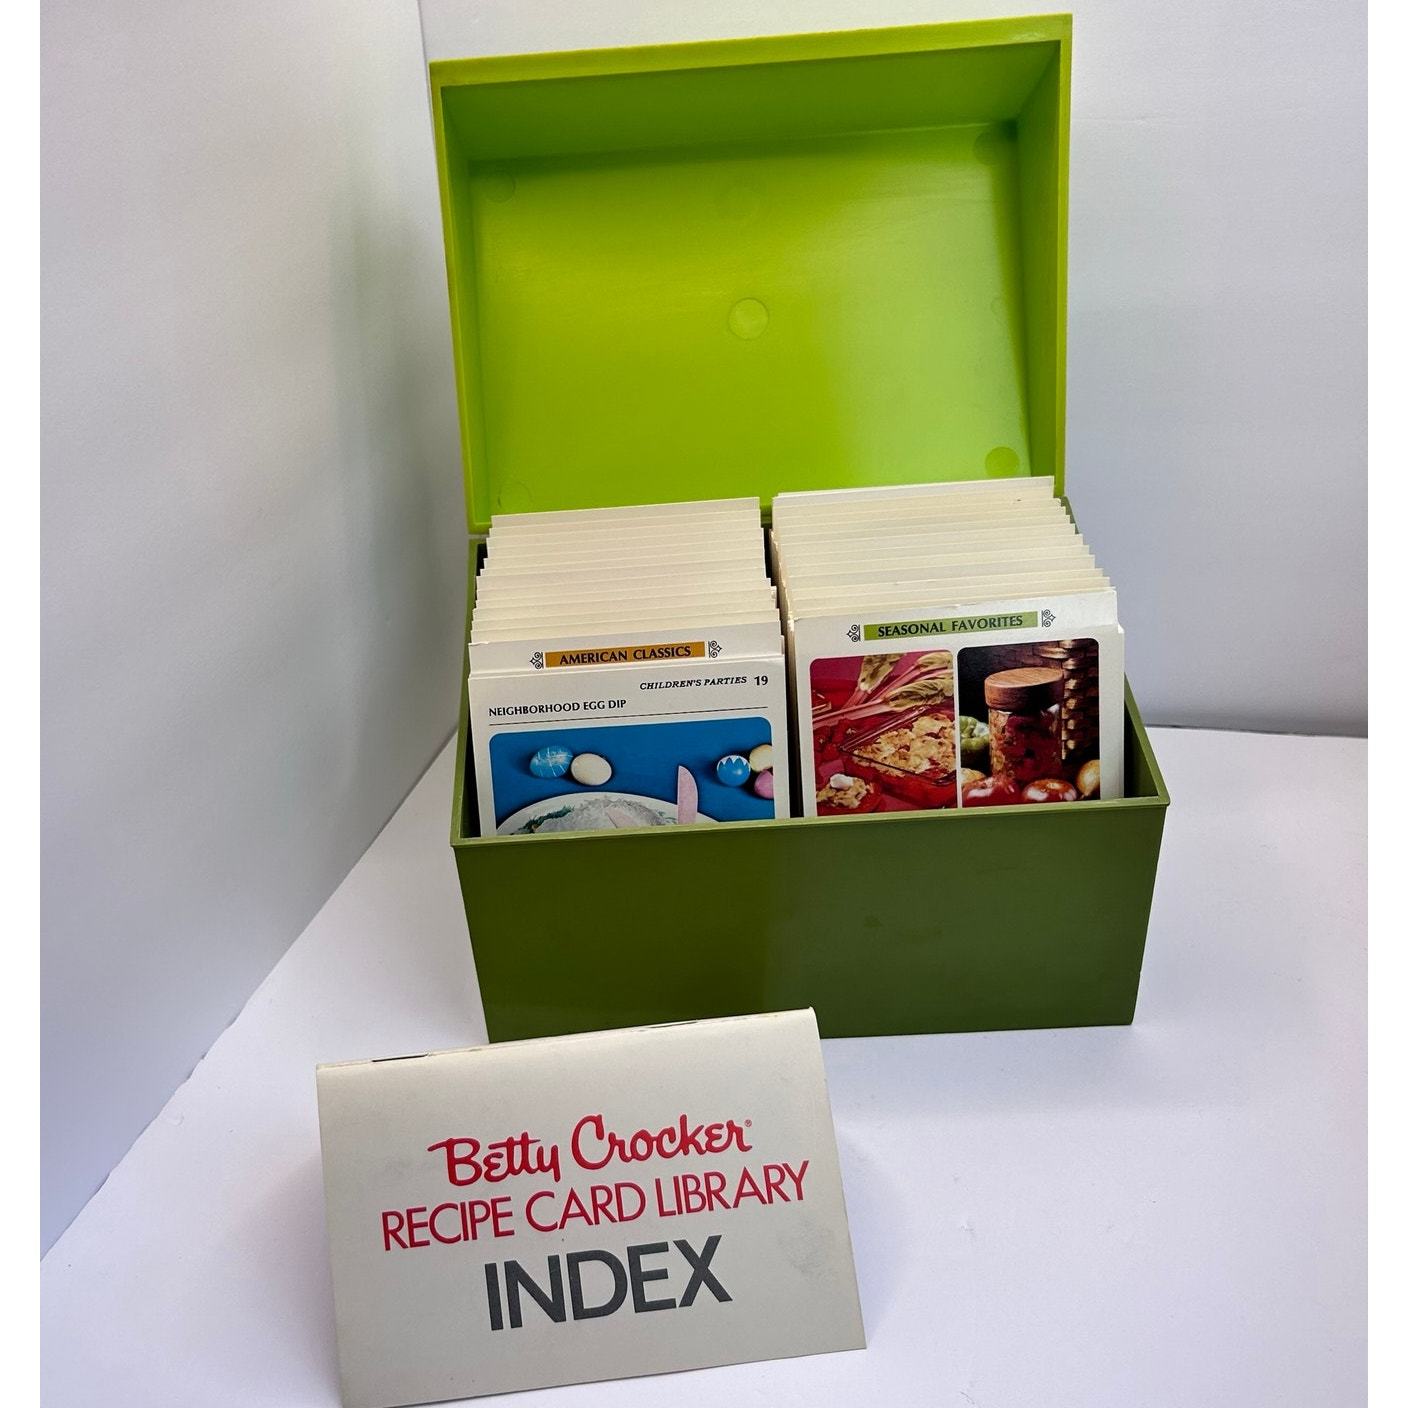 AMERICAN CLASSICS
CHILDREN'S PARTIES 19
NEIGHBORHOOD EGG DIP
SEASONAL FAVORITES
Betty Crocker®
RECIPE CARD LIBRARY
INDEX